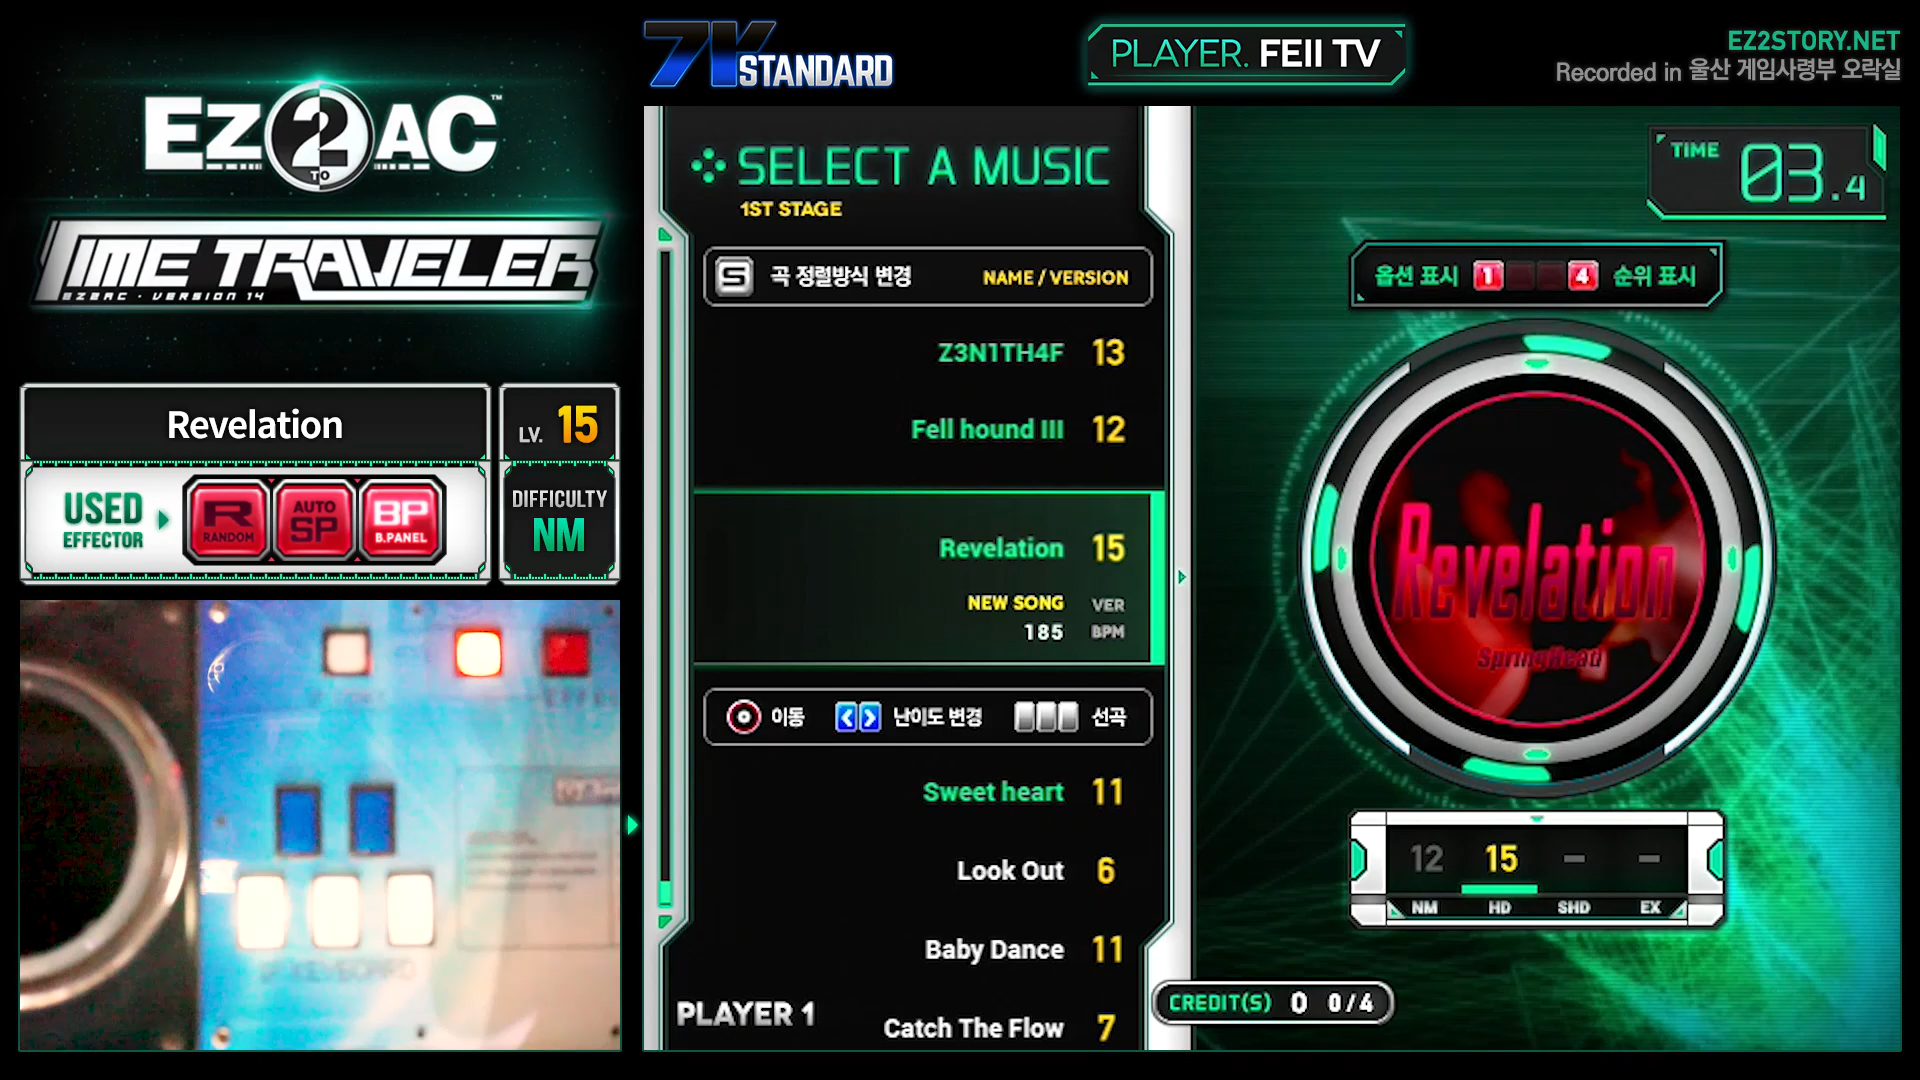 EZ2AC
TO
TIME TRAVELER
EZ2AC · VERSION 14
7K STANDARD
PLAYER. FEII TV
EZ2STORY.NET
Recorded in 울산 게임사령부 오락실
Revelation
LV. 15
USED
EFFECTOR
R
RANDOM
AUTO
SP
BP
B.PANEL
DIFFICULTY
NM
SELECT A MUSIC
1ST STAGE
S 곡 정렬방식 변경 NAME / VERSION
Z3N1TH4F 13
Fell hound III 12
Revelation 15
NEW SONG VER
185 BPM
이동 난이도 변경 선곡
Sweet heart 11
Look Out 6
Baby Dance 11
Catch The Flow 7
PLAYER 1
TIME 03.4
옵션 표시 1 4 순위 표시
Revelation
SpringHead
12 15 - -
NM HD SHD EX
CREDIT(S) 0 0/4